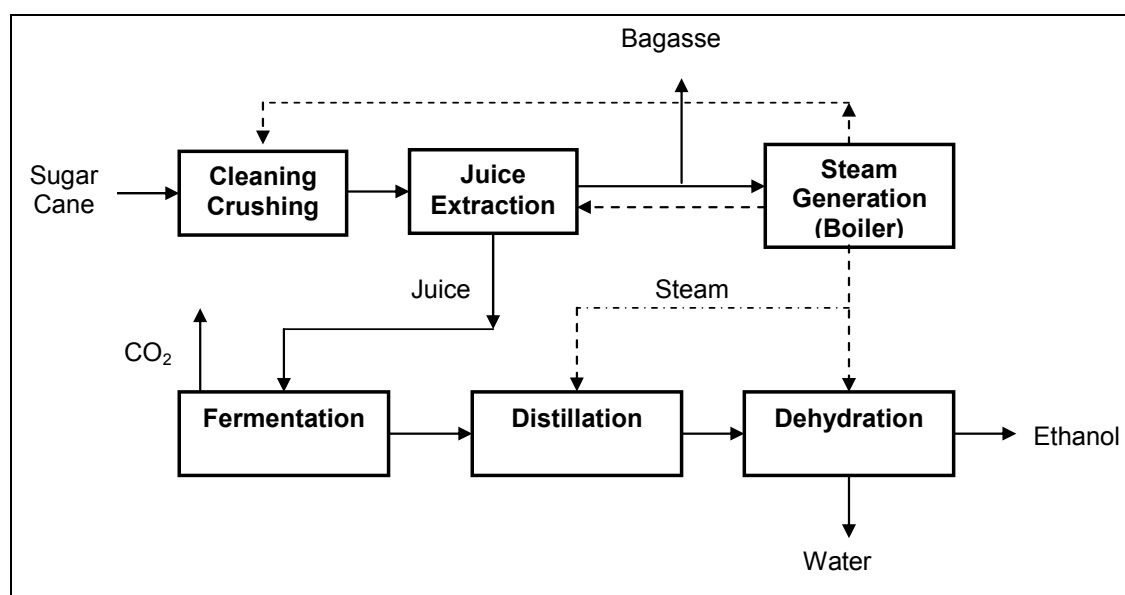 Bagasse
Sugar
Cane
Cleaning
Crushing
Juice
Extraction
Steam
Generation
(Boiler)
Juice
Steam
CO₂
Fermentation
Distillation
Dehydration
Ethanol
Water